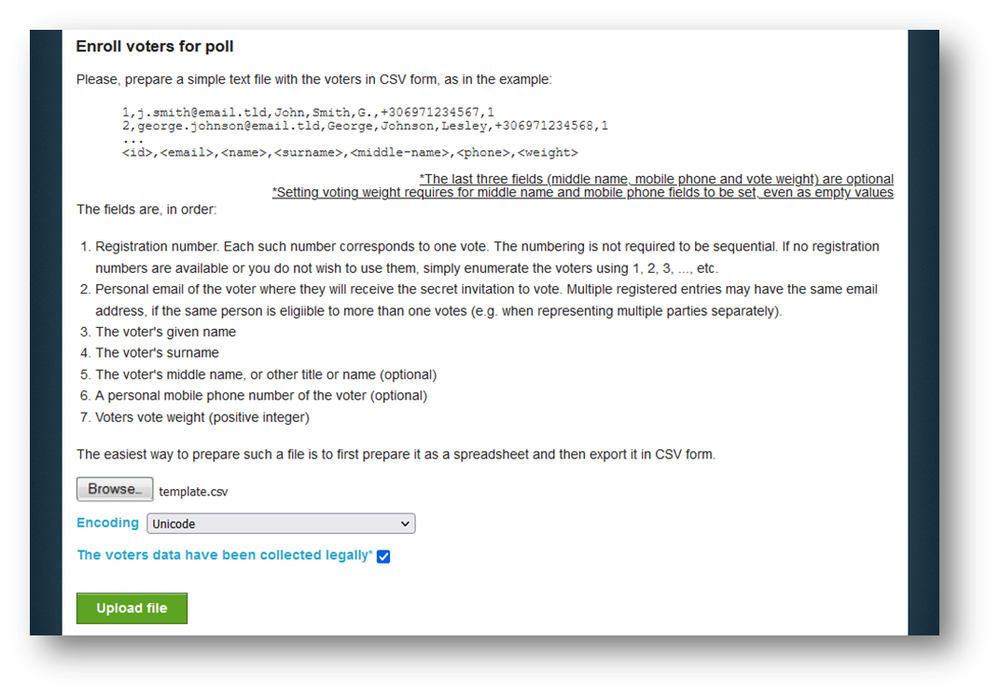 Enroll voters for poll
Please, prepare a simple text file with the voters in CSV form, as in the example:
1,j.smith@email.tld,John,Smith,G.,+306971234567,1
2,george.johnson@email.tld,George,Johnson,Lesley,+306971234568,1
...
<id>,<email>,<name>,<surname>,<middle-name>,<phone>,<weight>
*The last three fields (middle name, mobile phone and vote weight) are optional
*Setting voting weight requires for middle name and mobile phone fields to be set, even as empty values
The fields are, in order:
1. Registration number. Each such number corresponds to one vote. The numbering is not required to be sequential. If no registration
numbers are available or you do not wish to use them, simply enumerate the voters using 1, 2, 3, ..., etc.
2. Personal email of the voter where they will receive the secret invitation to vote. Multiple registered entries may have the same email
address, if the same person is eligiible to more than one votes (e.g. when representing multiple parties separately).
3. The voter's given name
4. The voter's surname
5. The voter's middle name, or other title or name (optional)
6. A personal mobile phone number of the voter (optional)
7. Voters vote weight (positive integer)
The easiest way to prepare such a file is to first prepare it as a spreadsheet and then export it in CSV form.
Browse... template.csv
Encoding Unicode
The voters data have been collected legally*
Upload file